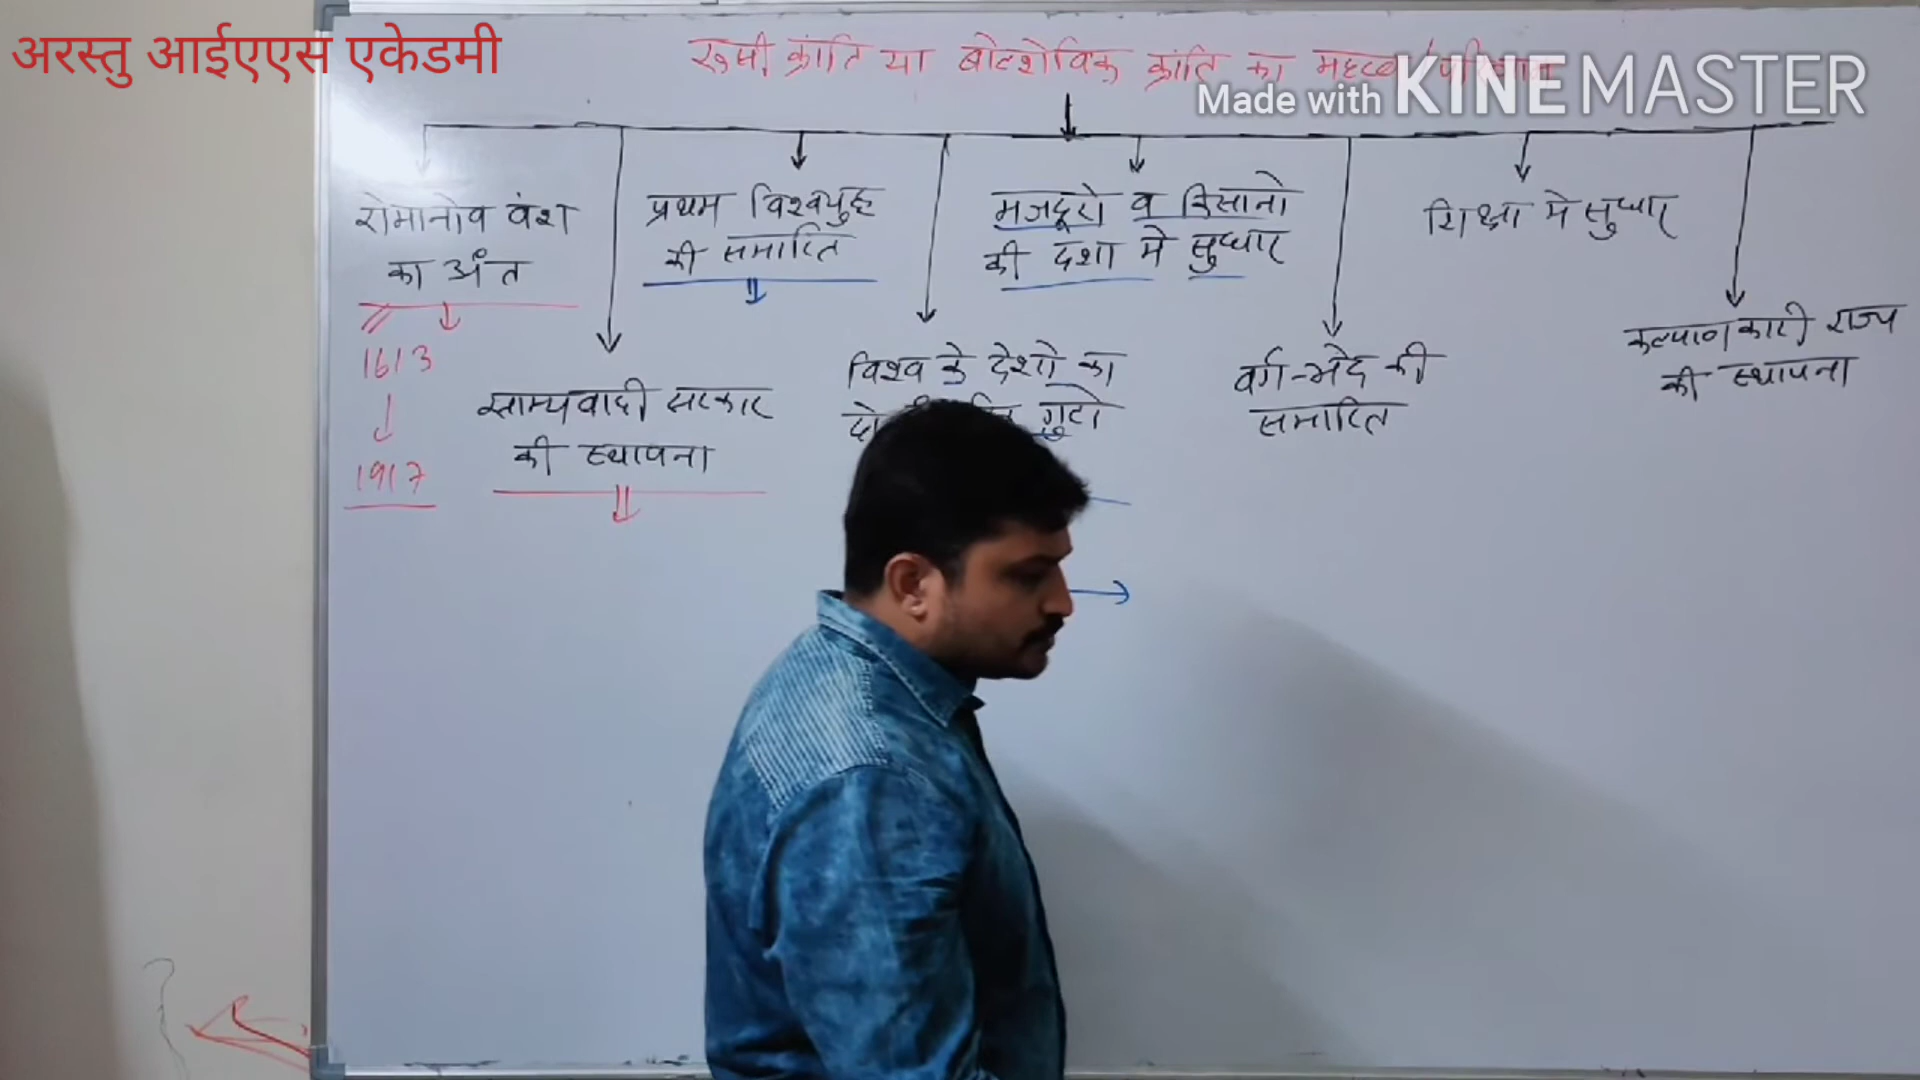 अरस्तु आईएएस एकेडमी
रूसी क्रांति या बोल्शेविक क्रांति का महत्व/
Made with KINEMASTER
रोमानोव वंश
का अंत
1613
1917
साम्यवादी सरकार
की स्थापना
प्रथम विश्वयुद्ध
की समाप्ति
विश्व के देशो का
दो गुटो
मजदूरो व किसानो
की दशा मे सुधार
वर्ग-भेद की
समाप्ति
शिक्षा मे सुधार
कल्याणकारी राज्य
की स्थापना